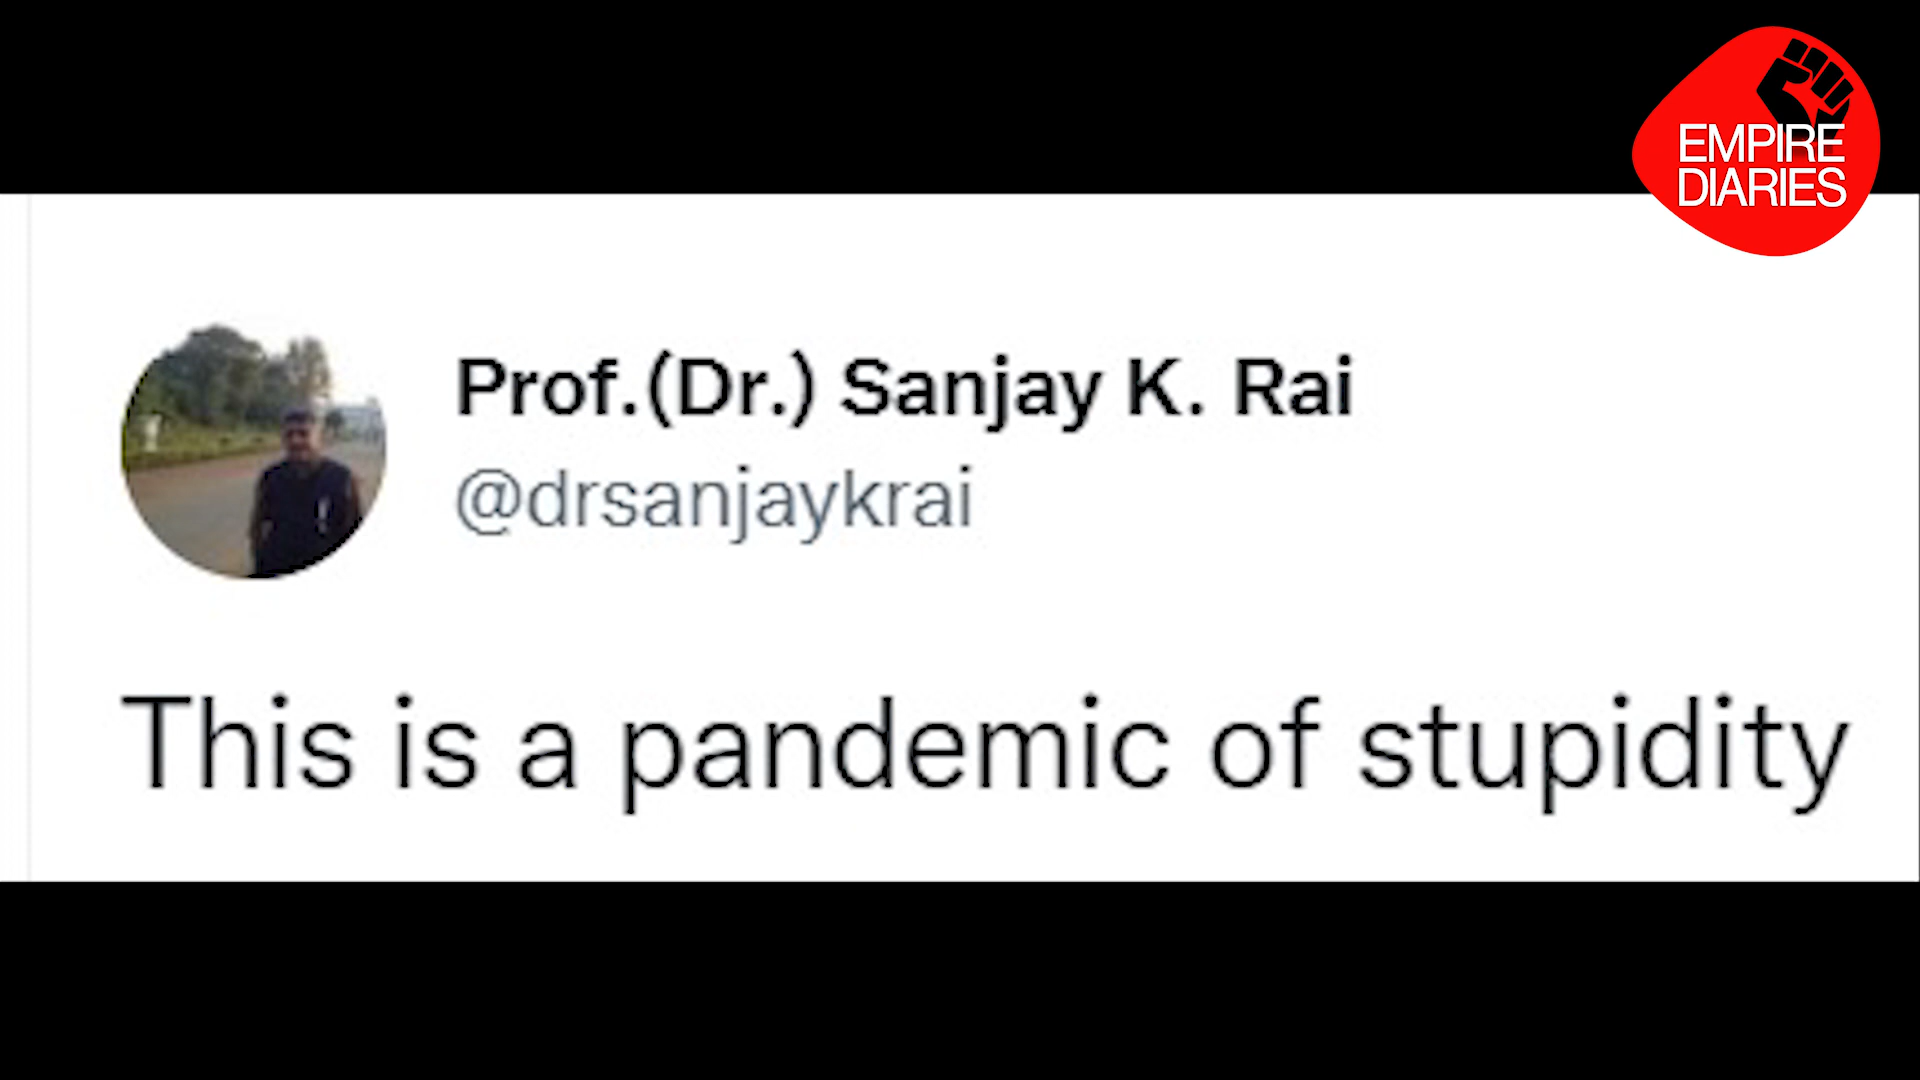 EMPIRE
DIARIES
Prof.(Dr.) Sanjay K. Rai
@drsanjaykrai
This is a pandemic of stupidity